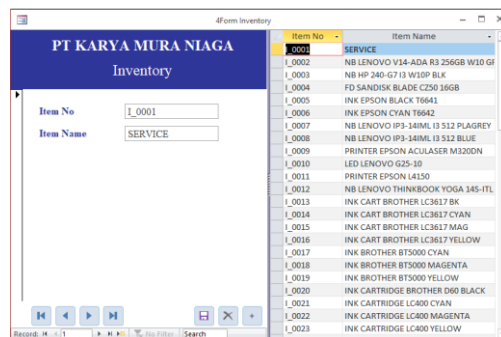 4Form Inventory
PT KARYA MURA NIAGA
Inventory
Item No I_0001
Item Name SERVICE
Record: 1 No Filter Search
Item No Item Name
I_0001 SERVICE
I_0002 NB LENOVO V14-ADA R3 256GB W10 GF
I_0003 NB HP 240-G7 I3 W10P BLK
I_0004 FD SANDISK BLADE CZ50 16GB
I_0005 INK EPSON BLACK T6641
I_0006 INK EPSON CYAN T6642
I_0007 NB LENOVO IP3-14IML I3 512 PLAGREY
I_0008 NB LENOVO IP3-14IML I3 512 BLUE
I_0009 PRINTER EPSON ACULASER M320DN
I_0010 LED LENOVO G25-10
I_0011 PRINTER EPSON L4150
I_0012 NB LENOVO THINKBOOK YOGA 14S-ITL
I_0013 INK CART BROTHER LC3617 BK
I_0014 INK CART BROTHER LC3617 CYAN
I_0015 INK CART BROTHER LC3617 MAG
I_0016 INK CART BROTHER LC3617 YELLOW
I_0017 INK BROTHER BT5000 CYAN
I_0018 INK BROTHER BT5000 MAGENTA
I_0019 INK BROTHER BT5000 YELLOW
I_0020 INK CARTRIDGE BROTHER D60 BLACK
I_0021 INK CARTRIDGE LC400 CYAN
I_0022 INK CARTRIDGE LC400 MAGENTA
I_0023 INK CARTRIDGE LC400 YELLOW